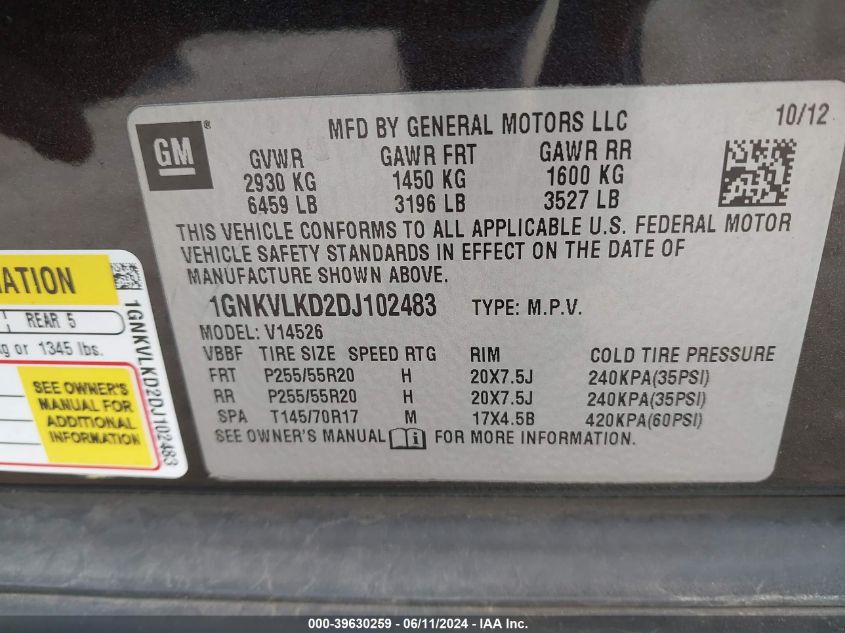 GM ®
MFD BY GENERAL MOTORS LLC
10/12
GVWR GAWR FRT GAWR RR
2930 KG 1450 KG 1600 KG
6459 LB 3196 LB 3527 LB
THIS VEHICLE CONFORMS TO ALL APPLICABLE U.S. FEDERAL MOTOR
VEHICLE SAFETY STANDARDS IN EFFECT ON THE DATE OF
MANUFACTURE SHOWN ABOVE.
1GNKVLKD2DJ102483 TYPE: M.P.V.
MODEL: V14526
VBBF TIRE SIZE SPEED RTG RIM COLD TIRE PRESSURE
FRT P255/55R20 H 20X7.5J 240KPA(35PSI)
RR P255/55R20 H 20X7.5J 240KPA(35PSI)
SPA T145/70R17 M 17X4.5B 420KPA(60PSI)
SEE OWNER'S MANUAL i FOR MORE INFORMATION.
MATION
REAR 5
kg or 1345 lbs.
SEE OWNER'S
MANUAL FOR
ADDITIONAL
INFORMATION
1GNKVLKD2DJ102483
000-39630259 - 06/11/2024 - IAA Inc.